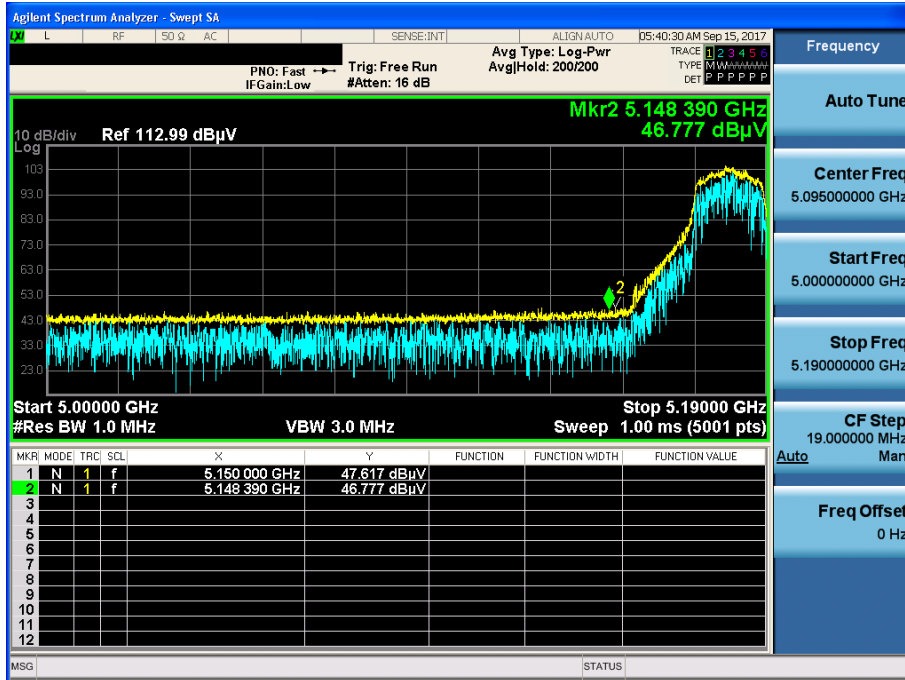 Agilent Spectrum Analyzer - Swept SA
LXI L RF 50 Ω AC SENSE:INT ALIGN AUTO 05:40:30 AM Sep 15, 2017
PNO: Fast Trig: Free Run Avg Type: Log-Pwr TRACE 1 2 3 4 5 6
IFGain:Low #Atten: 16 dB Avg|Hold: 200/200 TYPE M W
DET P P P P P P
Mkr2 5.148 390 GHz
46.777 dBµV
10 dB/div Ref 112.99 dBµV
Log
103
93.0
83.0
73.0
63.0
53.0
43.0
33.0
23.0
2
Start 5.00000 GHz Stop 5.19000 GHz
#Res BW 1.0 MHz VBW 3.0 MHz Sweep 1.00 ms (5001 pts)
MKR MODE TRC SCL X Y FUNCTION FUNCTION WIDTH FUNCTION VALUE
1 N 1 f 5.150 000 GHz 47.617 dBµV
2 N 1 f 5.148 390 GHz 46.777 dBµV
3
4
5
6
7
8
9
10
11
12
MSG STATUS
Frequency
Auto Tune
Center Freq
5.095000000 GHz
Start Freq
5.000000000 GHz
Stop Freq
5.190000000 GHz
CF Step
19.000000 MHz
Auto Man
Freq Offset
0 Hz